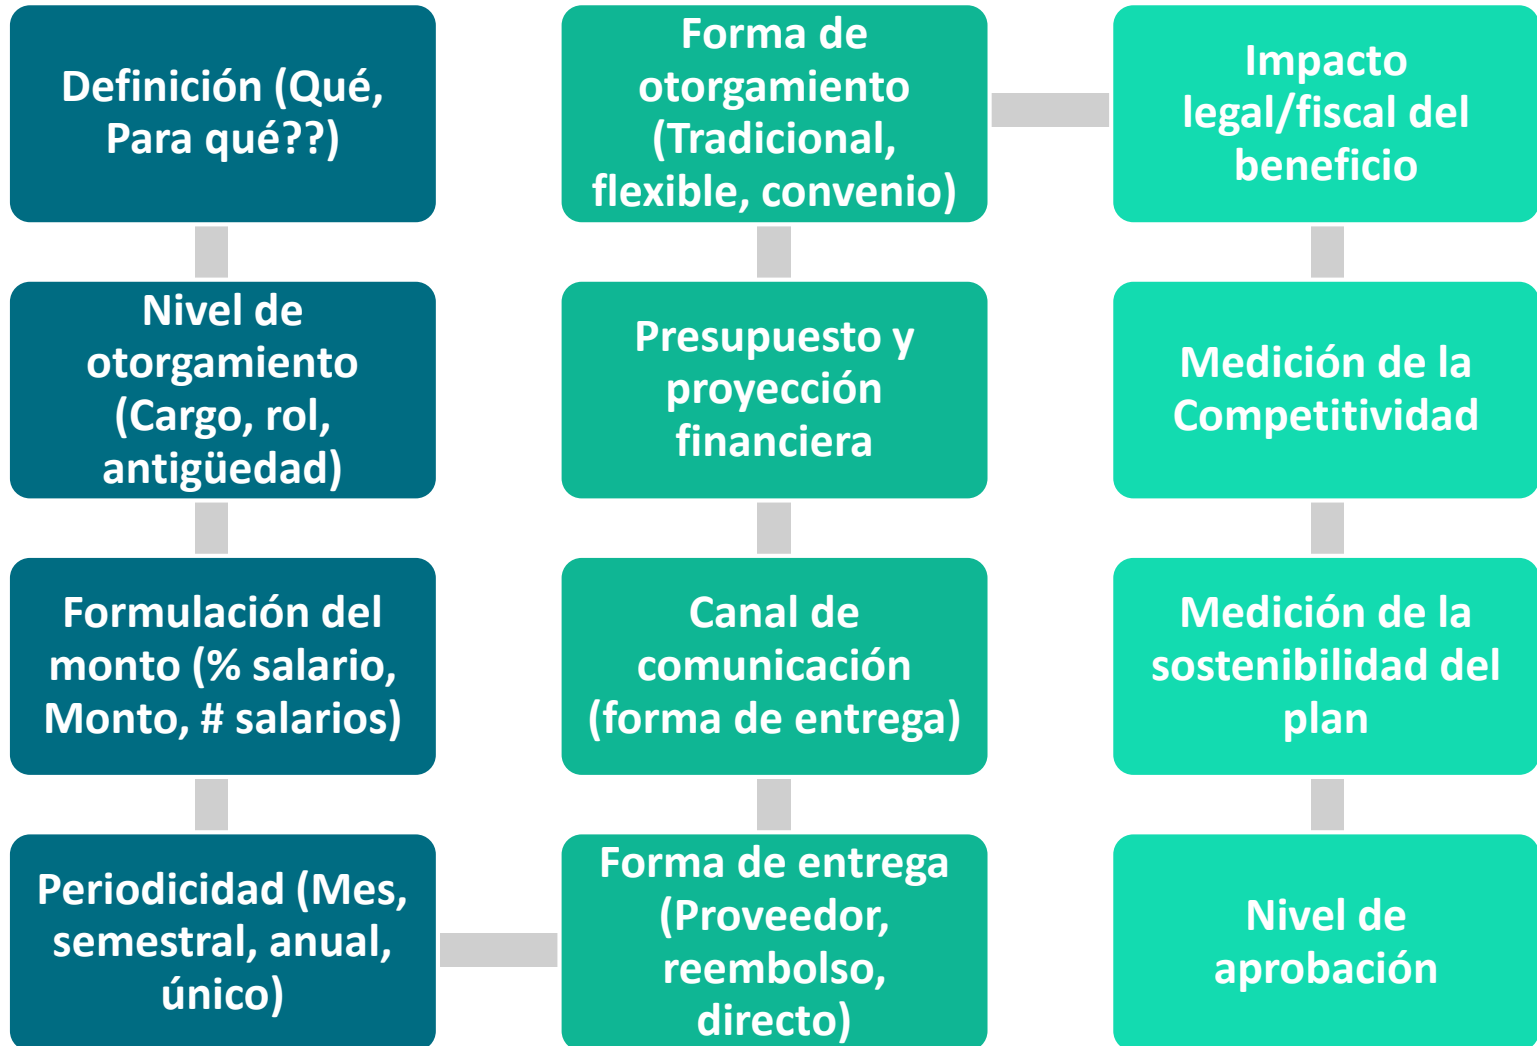 Definición (Qué,
Para qué??)
Nivel de
otorgamiento
(Cargo, rol,
antigüedad)
Formulación del
monto (% salario,
Monto, # salarios)
Periodicidad (Mes,
semestral, anual,
único)
Forma de entrega
(Proveedor,
reembolso,
directo)
Canal de
comunicación
(forma de entrega)
Presupuesto y
proyección
financiera
Forma de
otorgamiento
(Tradicional,
flexible, convenio)
Impacto
legal/fiscal del
beneficio
Medición de la
Competitividad
Medición de la
sostenibilidad del
plan
Nivel de
aprobación